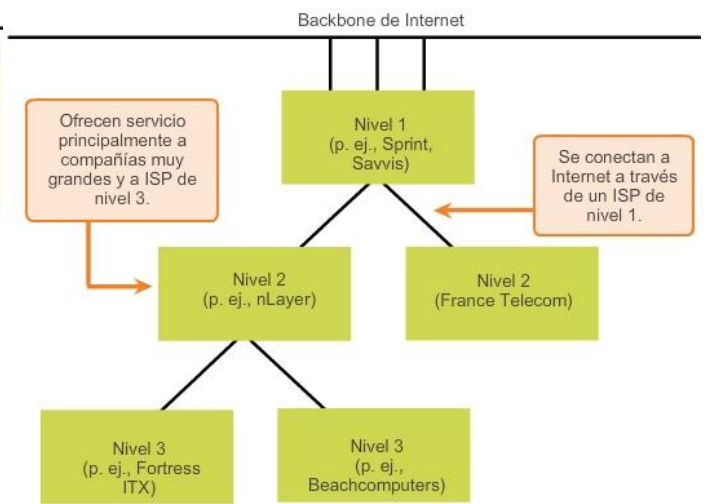 Backbone de Internet
Ofrecen servicio
principalmente a
compañías muy
grandes y a ISP de
nivel 3.
Nivel 1
(p. ej., Sprint,
Savvis)
Se conectan a
Internet a través
de un ISP de
nivel 1.
Nivel 2
(p. ej., nLayer)
Nivel 2
(France Telecom)
Nivel 3
(p. ej., Fortress
ITX)
Nivel 3
(p. ej.,
Beachcomputers)